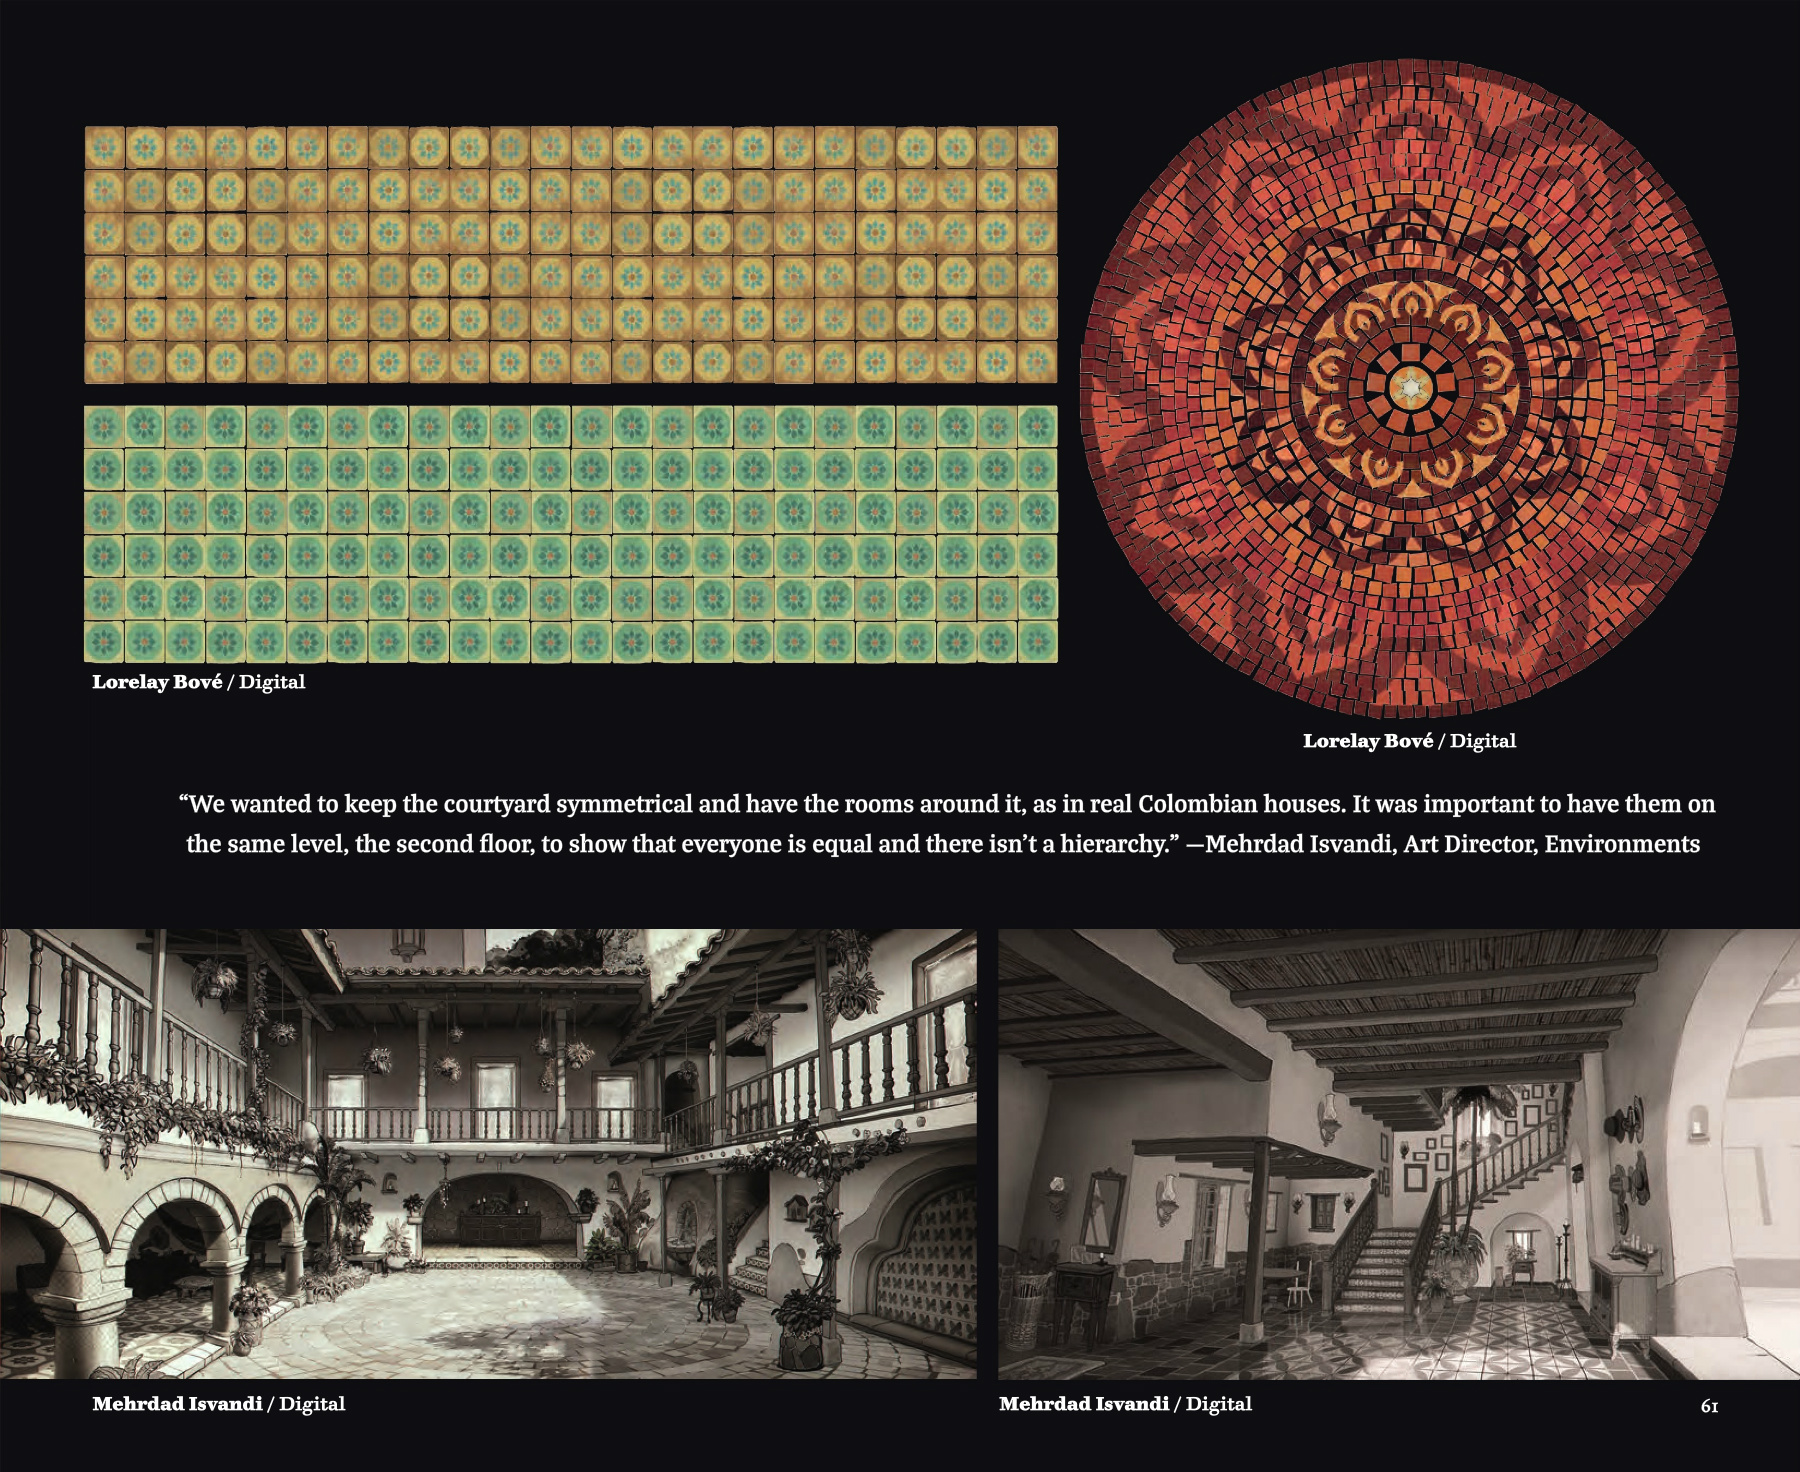 Lorelay Bové / Digital
Lorelay Bové / Digital
“We wanted to keep the courtyard symmetrical and have the rooms around it, as in real Colombian houses. It was important to have them on
the same level, the second floor, to show that everyone is equal and there isn’t a hierarchy.” —Mehrdad Isvandi, Art Director, Environments
Mehrdad Isvandi / Digital
Mehrdad Isvandi / Digital
61